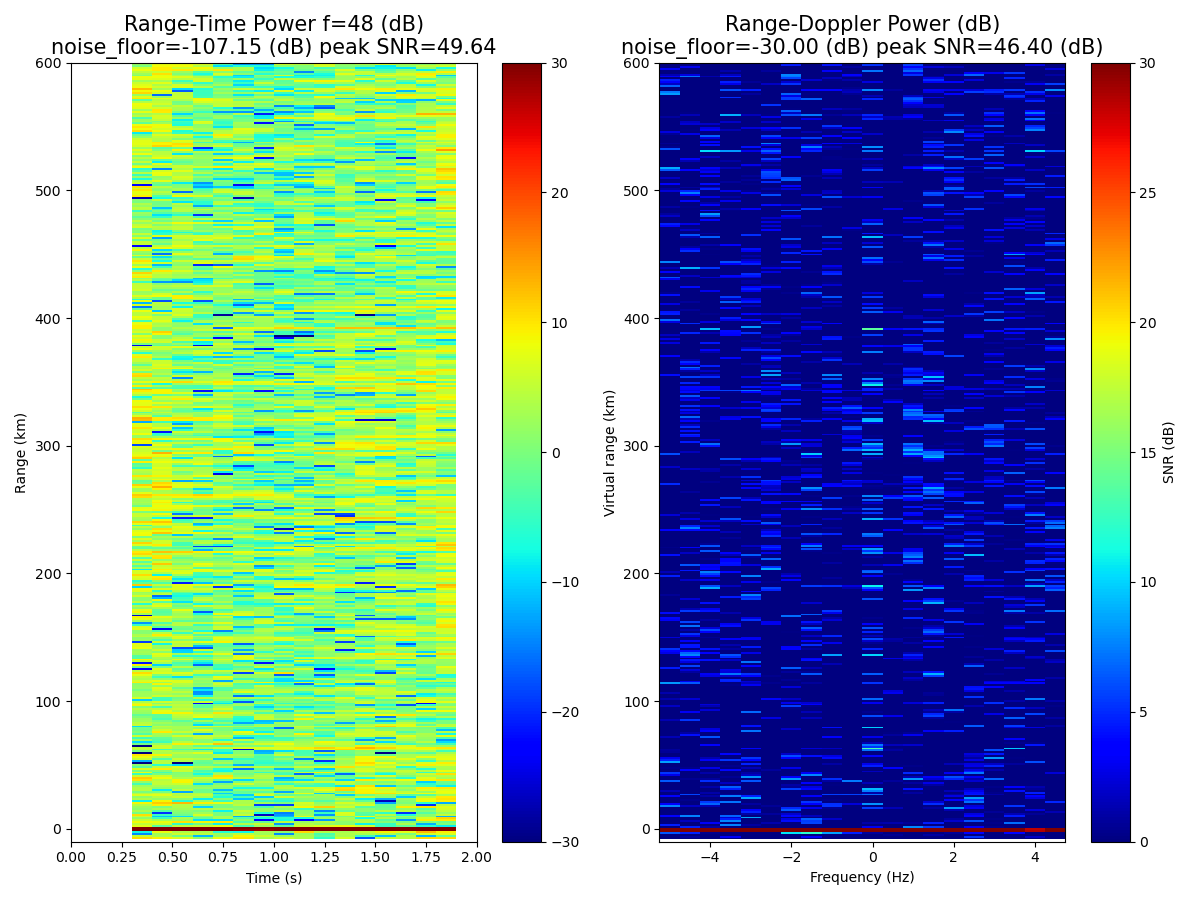 Range-Time Power f=48 (dB)
noise_floor=-107.15 (dB) peak SNR=49.64
Range (km)
600
500
400
300
200
100
0
0.00 0.25 0.50 0.75 1.00 1.25 1.50 1.75 2.00
Time (s)
30
20
10
0
−10
−20
−30
Range-Doppler Power (dB)
noise_floor=-30.00 (dB) peak SNR=46.40 (dB)
Virtual range (km)
600
500
400
300
200
100
0
−4 −2 0 2 4
Frequency (Hz)
30
25
20
15
10
5
0
SNR (dB)